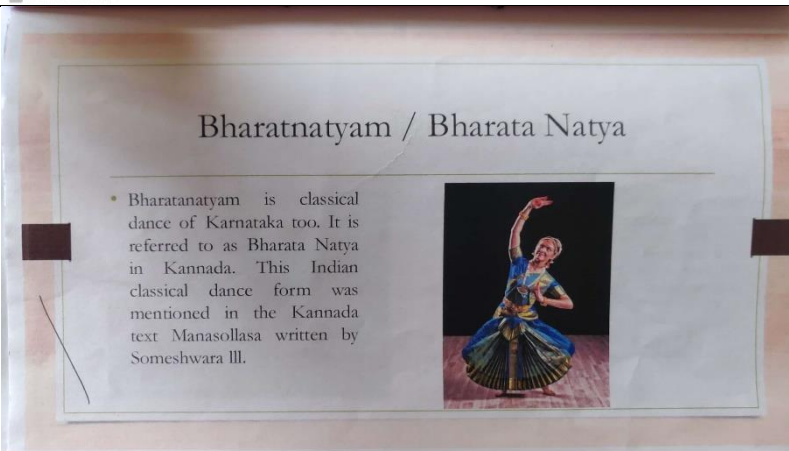 Bharatnatyam / Bharata Natya
• Bharatanatyam is classical
dance of Karnataka too. It is
referred to as Bharata Natya
in Kannada. This Indian
classical dance form was
mentioned in the Kannada
text Manasollasa written by
Someshwara lll.